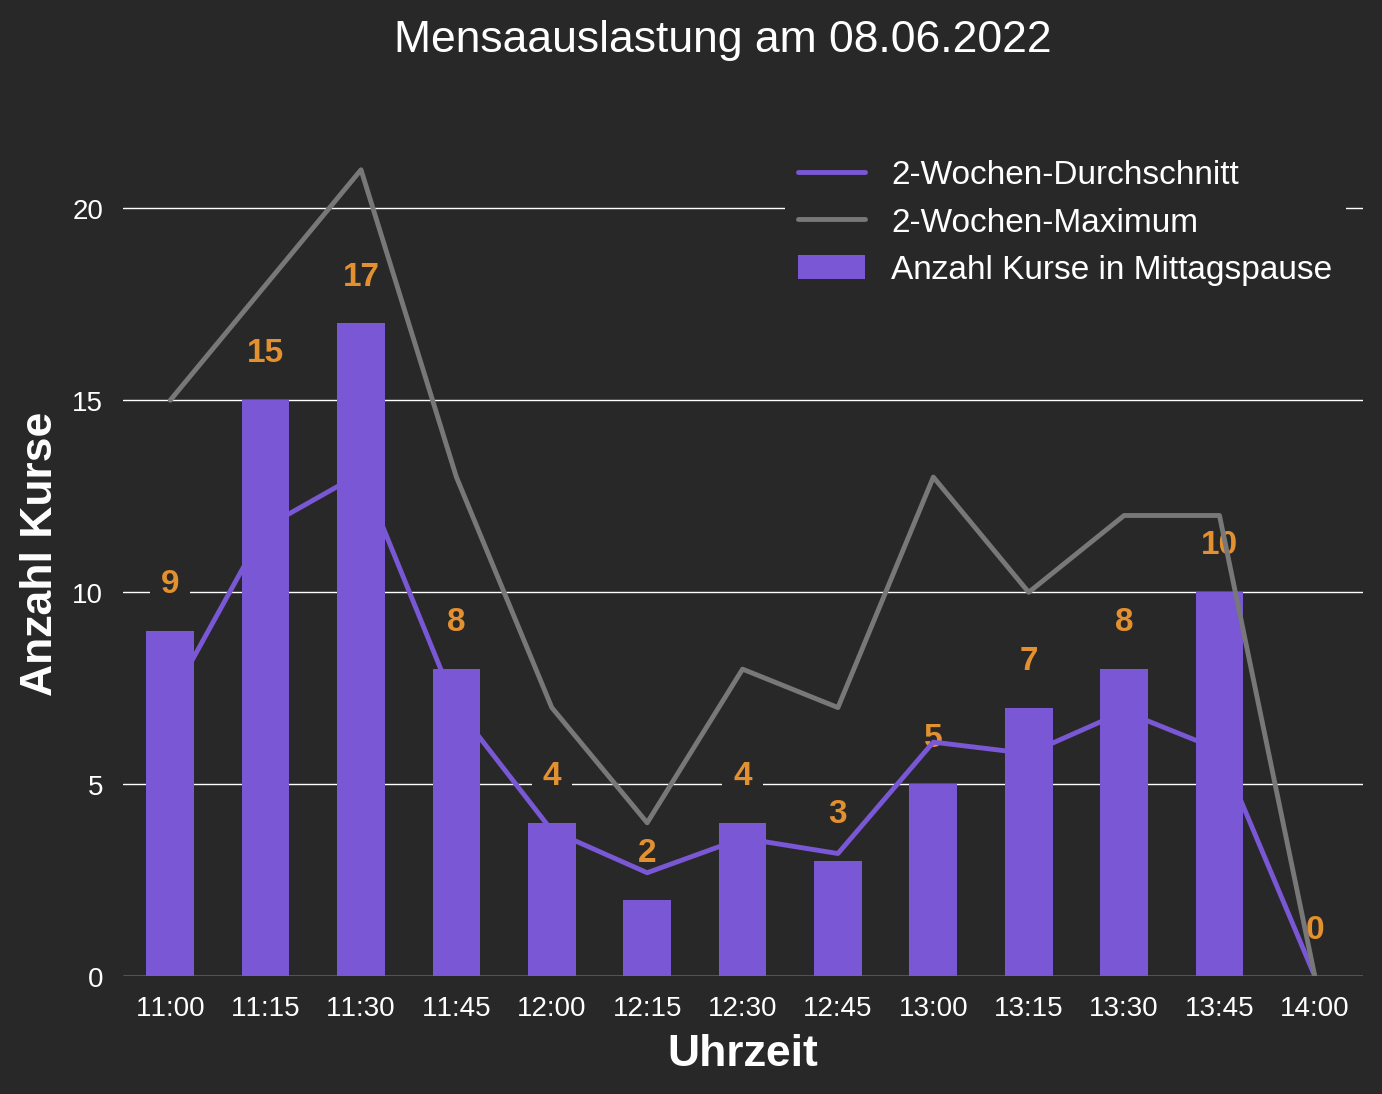 Mensaauslastung am 08.06.2022
2-Wochen-Durchschnitt
2-Wochen-Maximum
Anzahl Kurse in Mittagspause
Anzahl Kurse
20
15
10
5
0
9
15
17
8
4
2
4
3
5
7
8
10
0
11:00 11:15 11:30 11:45 12:00 12:15 12:30 12:45 13:00 13:15 13:30 13:45 14:00
Uhrzeit